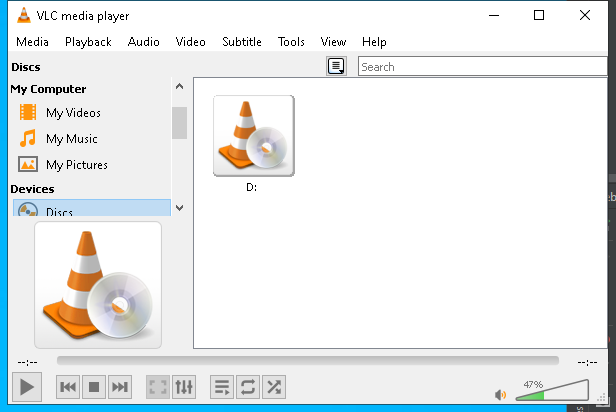 VLC media player
Media Playback Audio Video Subtitle Tools View Help
Discs
Search
My Computer
My Videos
My Music
My Pictures
Devices
Discs
D:
--:-- --:--
47%